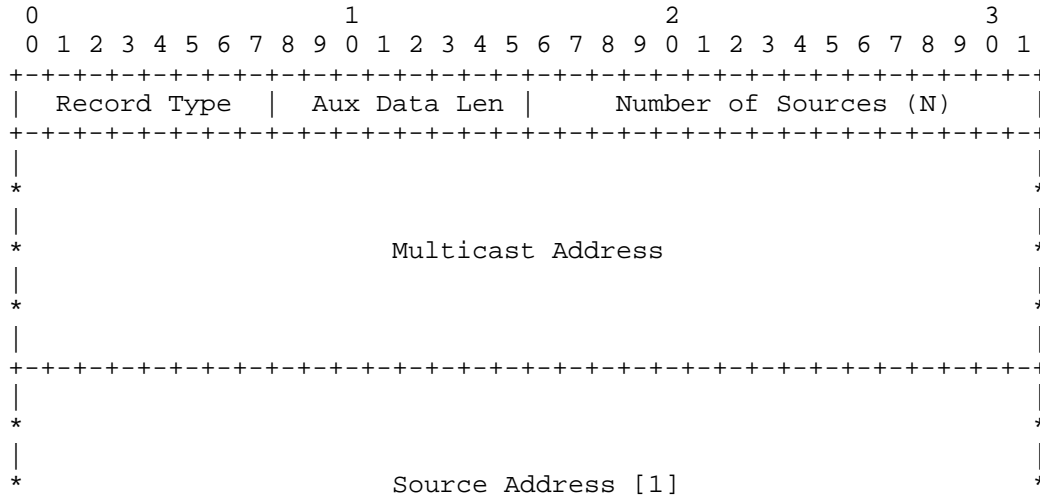 0                   1                   2                   3
 0 1 2 3 4 5 6 7 8 9 0 1 2 3 4 5 6 7 8 9 0 1 2 3 4 5 6 7 8 9 0 1
+-+-+-+-+-+-+-+-+-+-+-+-+-+-+-+-+-+-+-+-+-+-+-+-+-+-+-+-+-+-+-+-+
|  Record Type  |  Aux Data Len |     Number of Sources (N)     |
+-+-+-+-+-+-+-+-+-+-+-+-+-+-+-+-+-+-+-+-+-+-+-+-+-+-+-+-+-+-+-+-+
|                                                               |
*                                                               *
|                                                               |
*                       Multicast Address                       *
|                                                               |
*                                                               *
|                                                               |
+-+-+-+-+-+-+-+-+-+-+-+-+-+-+-+-+-+-+-+-+-+-+-+-+-+-+-+-+-+-+-+-+
|                                                               |
*                                                               *
|                                                               |
*                       Source Address [1]                      *